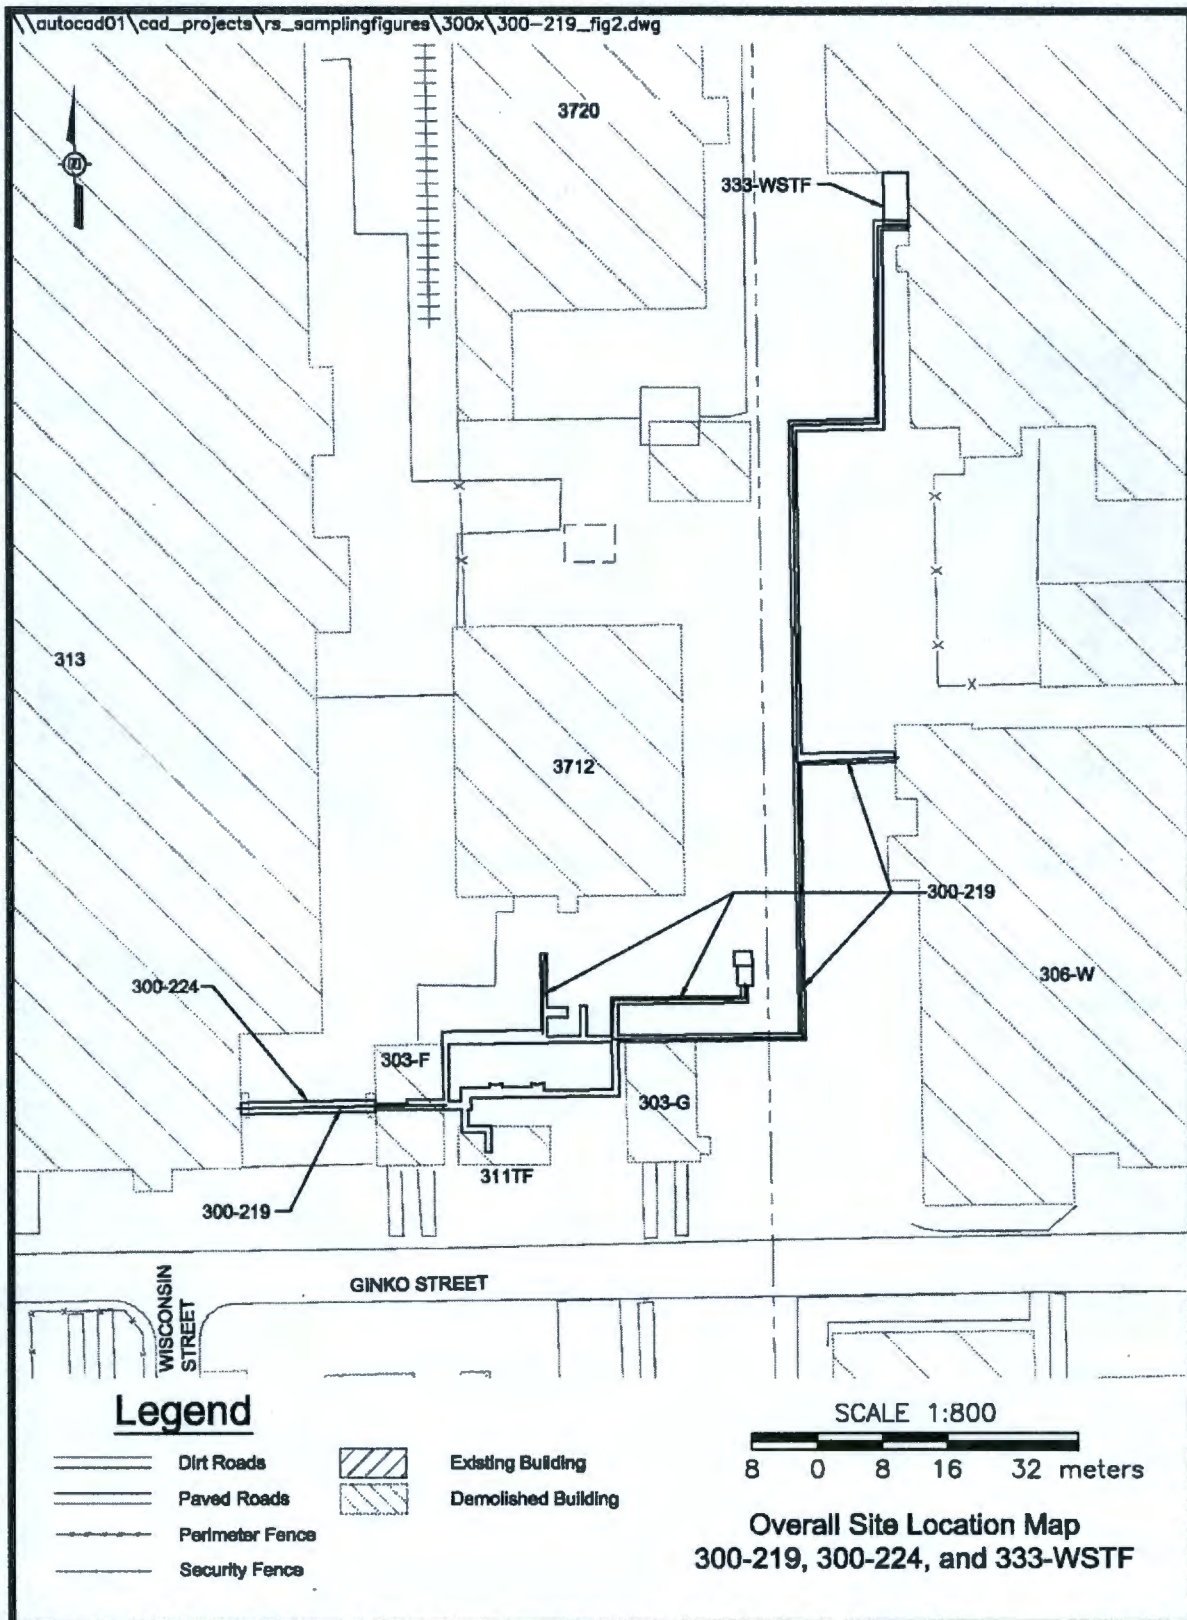 \\autocad01\cad_projects\rs_samplingfigures\300x\300-219_fig2.dwg
3720
333-WSTF
313
3712
300-219
306-W
300-224
303-F
303-G
311TF
300-219
GINKO STREET
WISCONSIN
STREET
Legend
Dirt Roads
Paved Roads
Perimeter Fence
Security Fence
Existing Building
Demolished Building
SCALE 1:800
8 0 8 16 32 meters
Overall Site Location Map
300-219, 300-224, and 333-WSTF